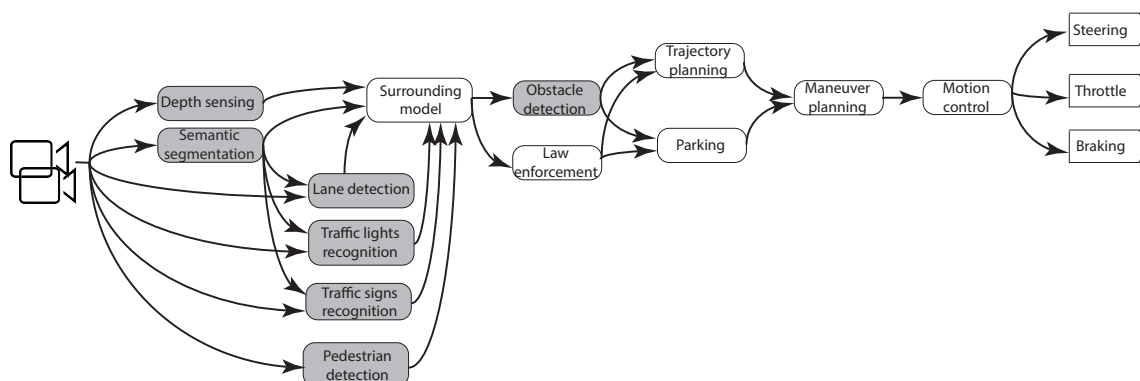 Depth sensing
Semantic
segmentation
Lane detection
Traffic lights
recognition
Traffic signs
recognition
Pedestrian
detection
Surrounding
model
Obstacle
detection
Law
enforcement
Trajectory
planning
Parking
Maneuver
planning
Motion
control
Steering
Throttle
Braking